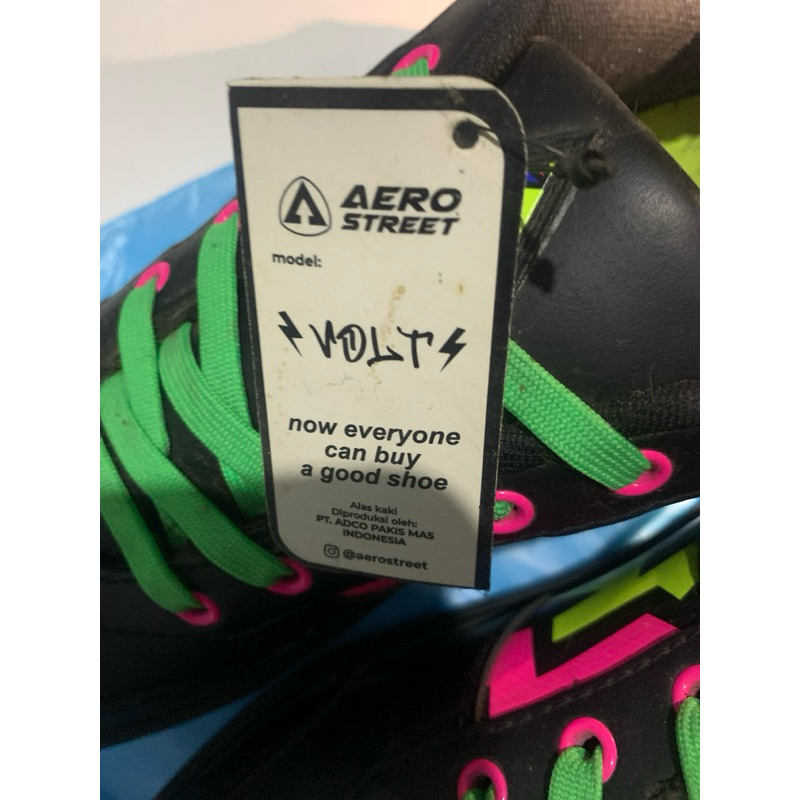 AERO
STREET
model:
VOLT
now everyone
can buy
a good shoe
Alas kaki
Diproduksi oleh:
PT. ADCO PAKIS MAS
INDONESIA
@aerostreet